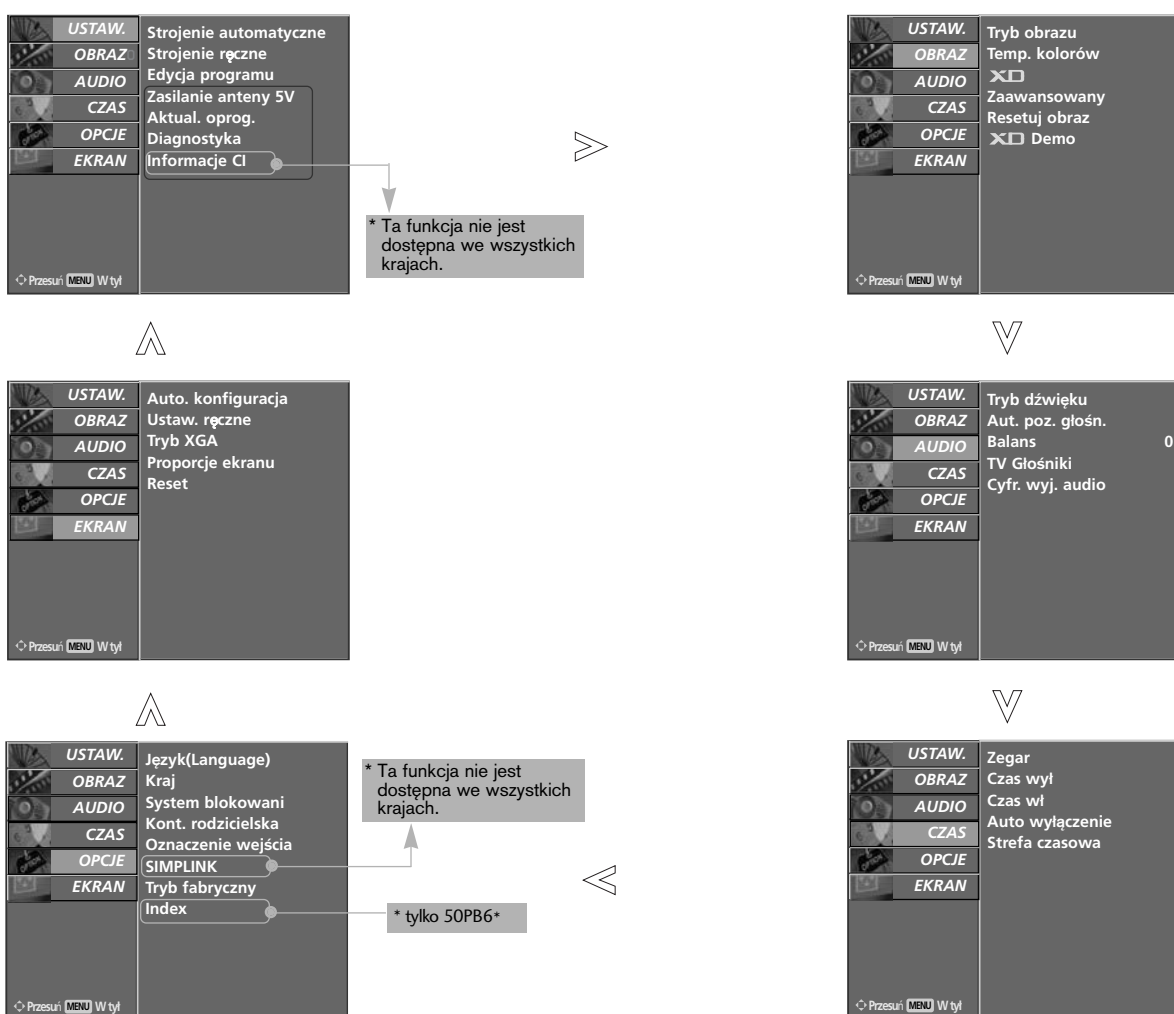 USTAW.
OBRAZ
AUDIO
CZAS
OPCJE
EKRAN
Przesuń MENU W tył
Strojenie automatyczne
Strojenie ręczne
Edycja programu
Zasilanie anteny 5V
Aktual. oprog.
Diagnostyka
Informacje CI
* Ta funkcja nie jest
dostępna we wszystkich
krajach.
USTAW.
OBRAZ
AUDIO
CZAS
OPCJE
EKRAN
Przesuń MENU W tył
Tryb obrazu
Temp. kolorów
XD
Zaawansowany
Resetuj obraz
XD Demo
USTAW.
OBRAZ
AUDIO
CZAS
OPCJE
EKRAN
Przesuń MENU W tył
Auto. konfiguracja
Ustaw. ręczne
Tryb XGA
Proporcje ekranu
Reset
USTAW.
OBRAZ
AUDIO
CZAS
OPCJE
EKRAN
Przesuń MENU W tył
Tryb dźwięku
Aut. poz. głośn.
Balans 0
TV Głośniki
Cyfr. wyj. audio
USTAW.
OBRAZ
AUDIO
CZAS
OPCJE
EKRAN
Przesuń MENU W tył
Język(Language)
Kraj
System blokowani
Kont. rodzicielska
Oznaczenie wejścia
SIMPLINK
Tryb fabryczny
Index
* Ta funkcja nie jest
dostępna we wszystkich
krajach.
* tylko 50PB6*
USTAW.
OBRAZ
AUDIO
CZAS
OPCJE
EKRAN
Przesuń MENU W tył
Zegar
Czas wył
Czas wł
Auto wyłączenie
Strefa czasowa